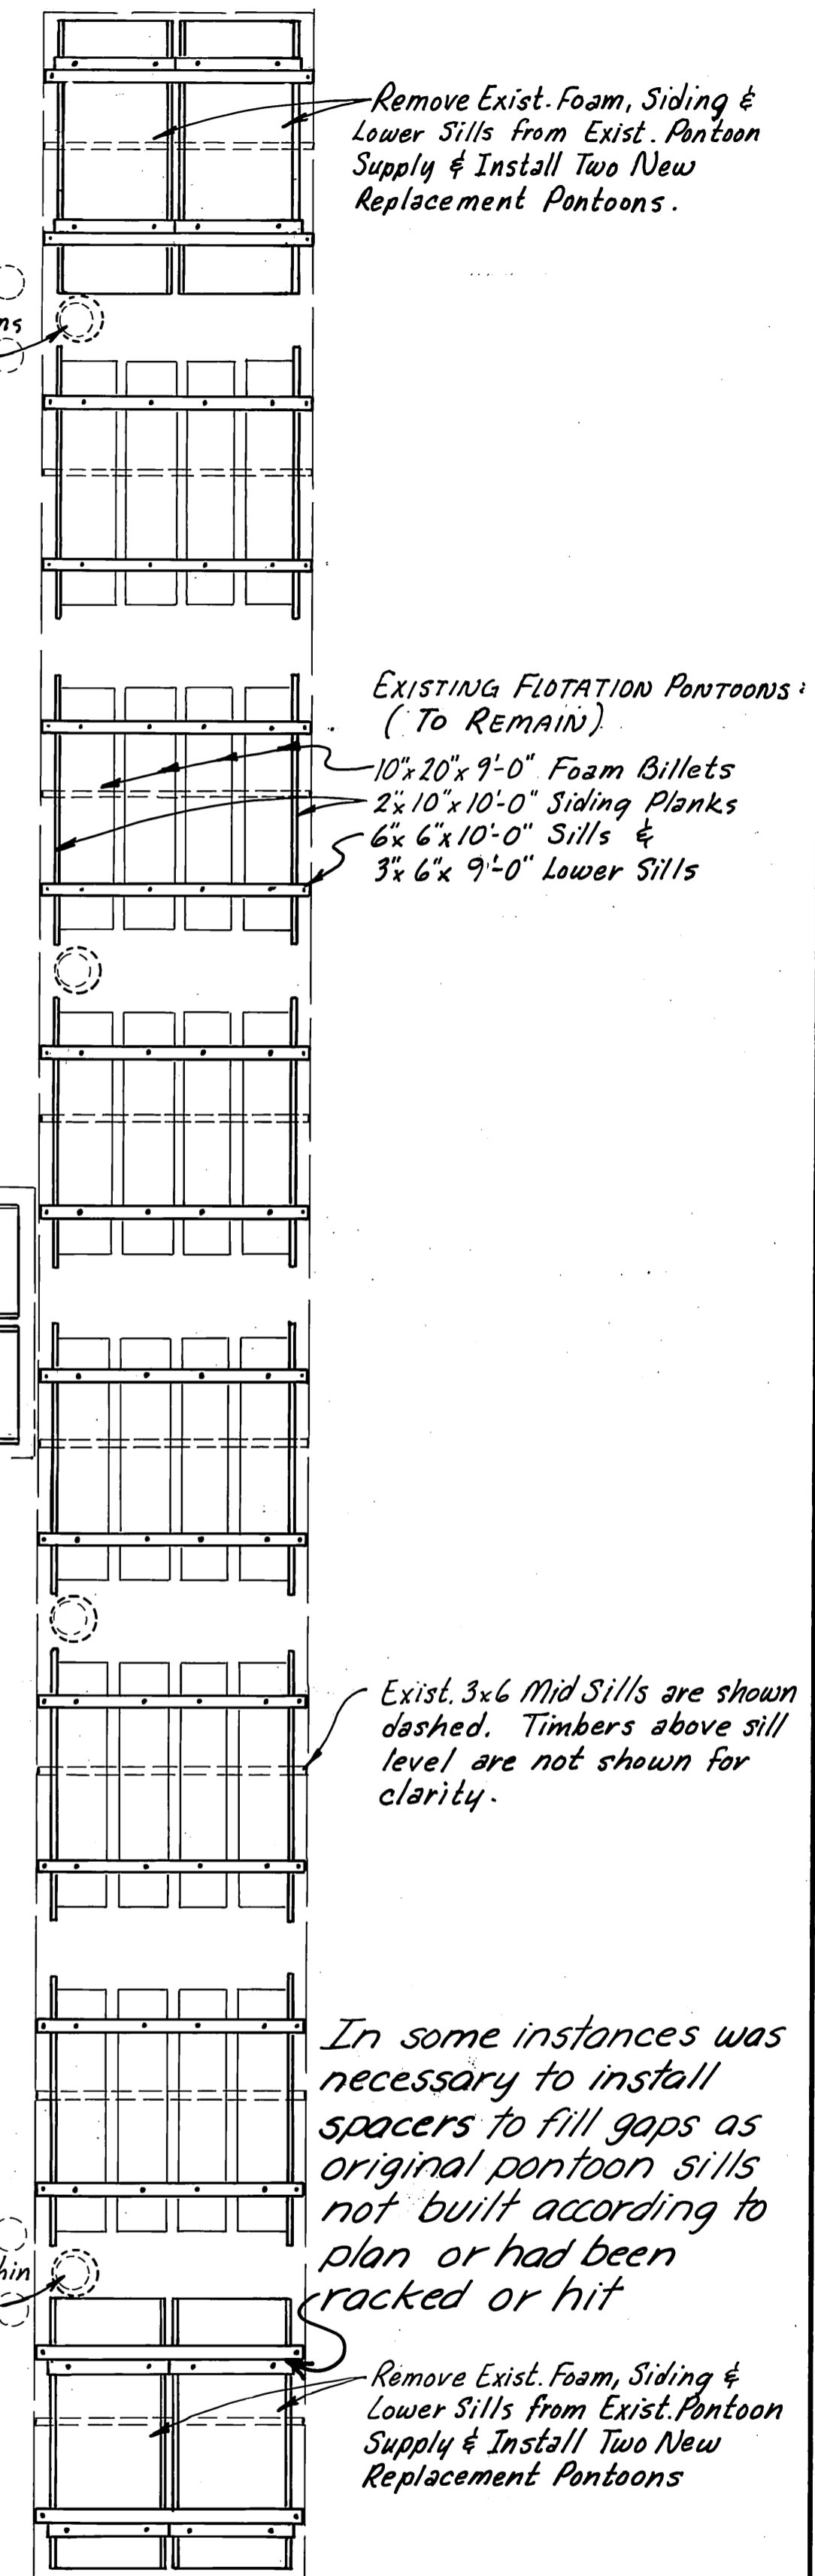 Remove Exist. Foam, Siding &
Lower Sills from Exist. Pontoon
Supply & Install Two New
Replacement Pontoons.
ns
EXISTING FLOTATION PONTOONS:
(TO REMAIN)
10"x 20"x 9'-0" Foam Billets
2"x 10"x 10'-0" Siding Planks
6"x 6"x 10'-0" Sills &
3"x 6"x 9'-0" Lower Sills
Exist. 3x6 Mid Sills are shown
dashed. Timbers above sill
level are not shown for
clarity.
In some instances was
necessary to install
spacers to fill gaps as
original pontoon sills
not built according to
plan or had been
racked or hit
hin
Remove Exist. Foam, Siding &
Lower Sills from Exist. Pontoon
Supply & Install Two New
Replacement Pontoons